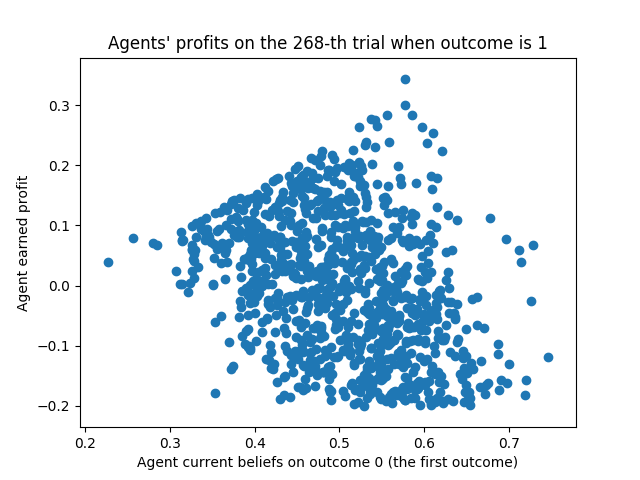 Agents' profits on the 268-th trial when outcome is 1
Agent earned profit
0.3
0.2
0.1
0.0
−0.1
−0.2
0.2 0.3 0.4 0.5 0.6 0.7
Agent current beliefs on outcome 0 (the first outcome)